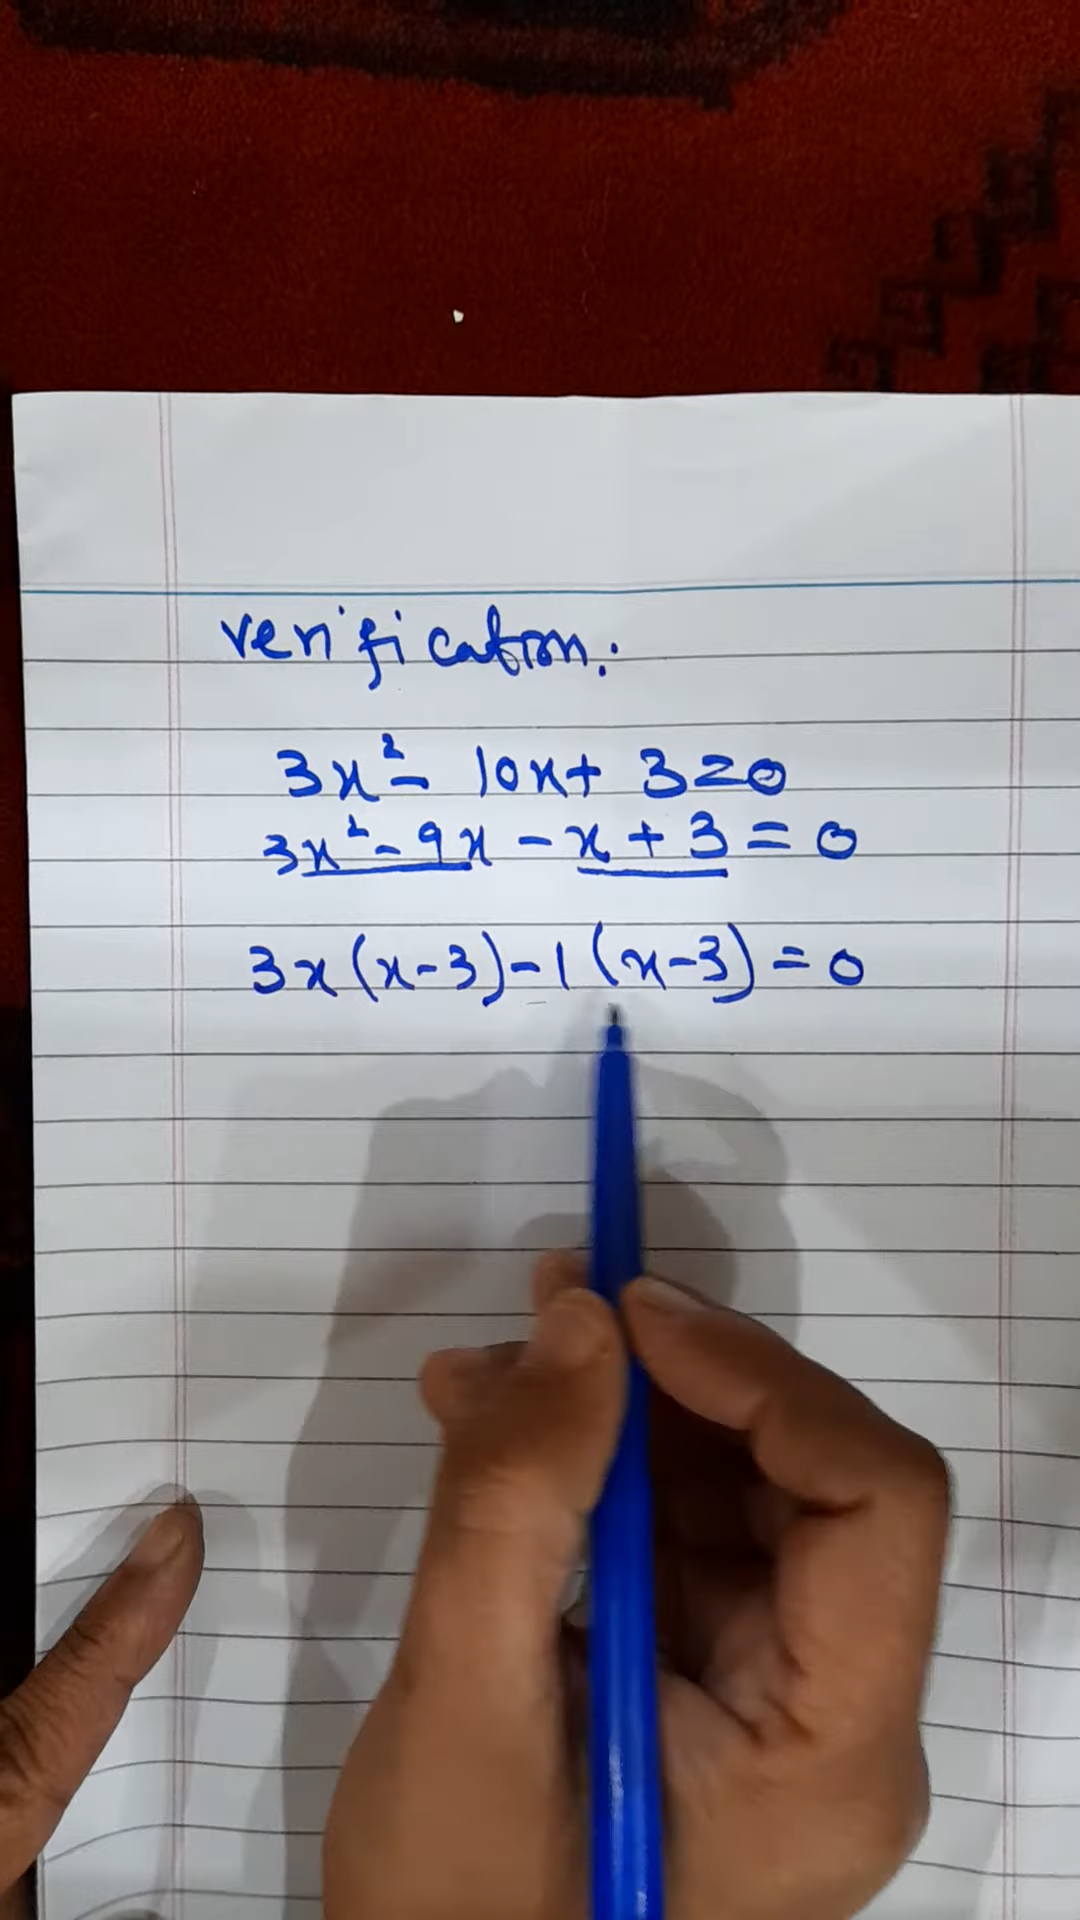 verification:
3x² - 10x + 3 = 0
3x² - 9x - x + 3 = 0
3x(x-3) - 1(x-3) = 0